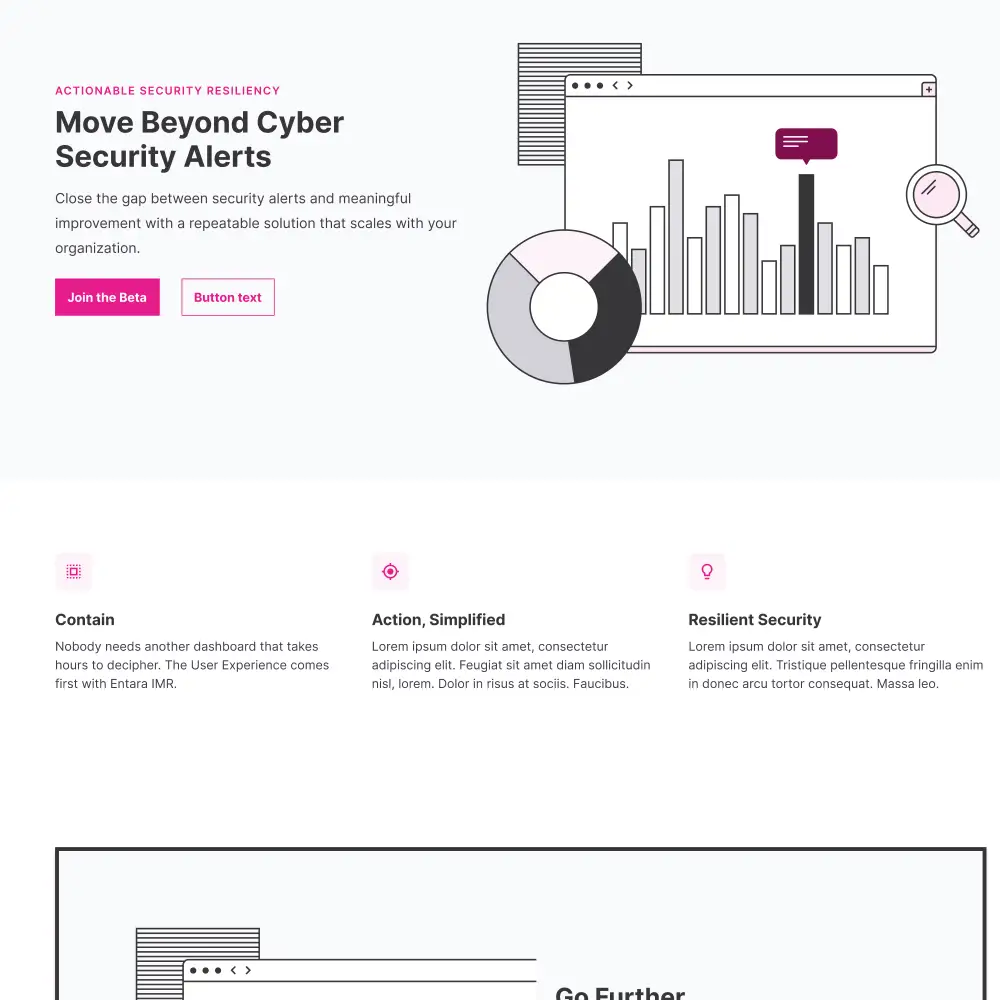 ACTIONABLE SECURITY RESILIENCY
Move Beyond Cyber
Security Alerts
Close the gap between security alerts and meaningful
improvement with a repeatable solution that scales with your
organization.
Join the Beta
Button text
Contain
Nobody needs another dashboard that takes
hours to decipher. The User Experience comes
first with Entara IMR.
Action, Simplified
Lorem ipsum dolor sit amet, consectetur
adipiscing elit. Feugiat sit amet diam sollicitudin
nisl, lorem. Dolor in risus at sociis. Faucibus.
Resilient Security
Lorem ipsum dolor sit amet, consectetur
adipiscing elit. Tristique pellentesque fringilla enim
in donec arcu tortor consequat. Massa leo.
Go Further